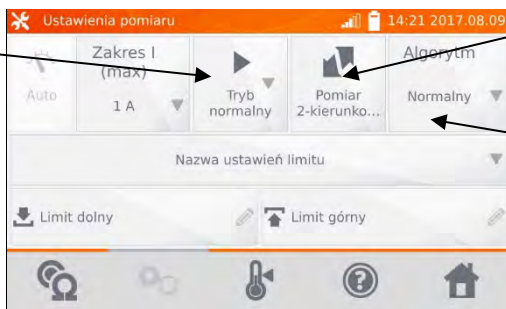 Ustawienia pomiaru
14:21 2017.08.09
Auto
Zakres I
(max)
1 A
Tryb
normalny
Pomiar
2-kierunko...
Algorytm
Normalny
Nazwa ustawień limitu
Limit dolny
Limit górny